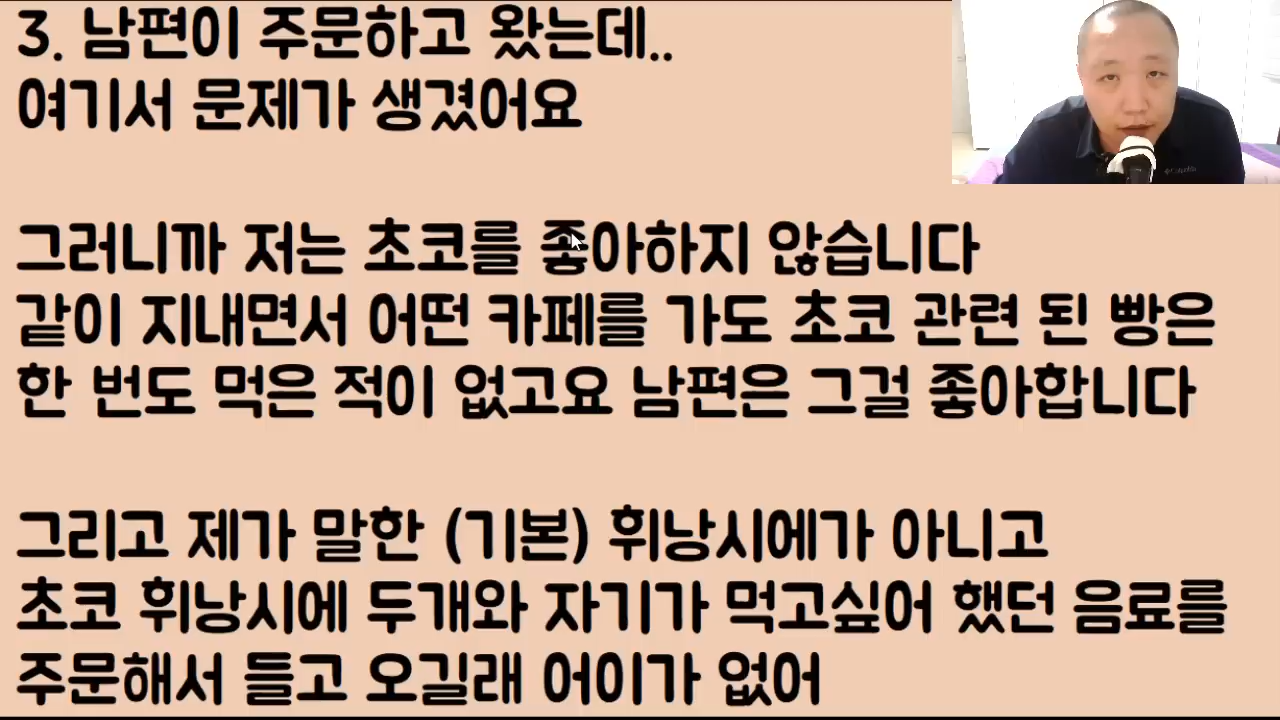 3. 남편이 주문하고 왔는데..
여기서 문제가 생겼어요
그러니까 저는 초코를 좋아하지 않습니다
같이 지내면서 어떤 카페를 가도 초코 관련 된 빵은
한 번도 먹은 적이 없고요 남편은 그걸 좋아합니다
그리고 제가 말한 (기본) 휘낭시에가 아니고
초코 휘낭시에 두개와 자기가 먹고싶어 했던 음료를
주문해서 들고 오길래 어이가 없어